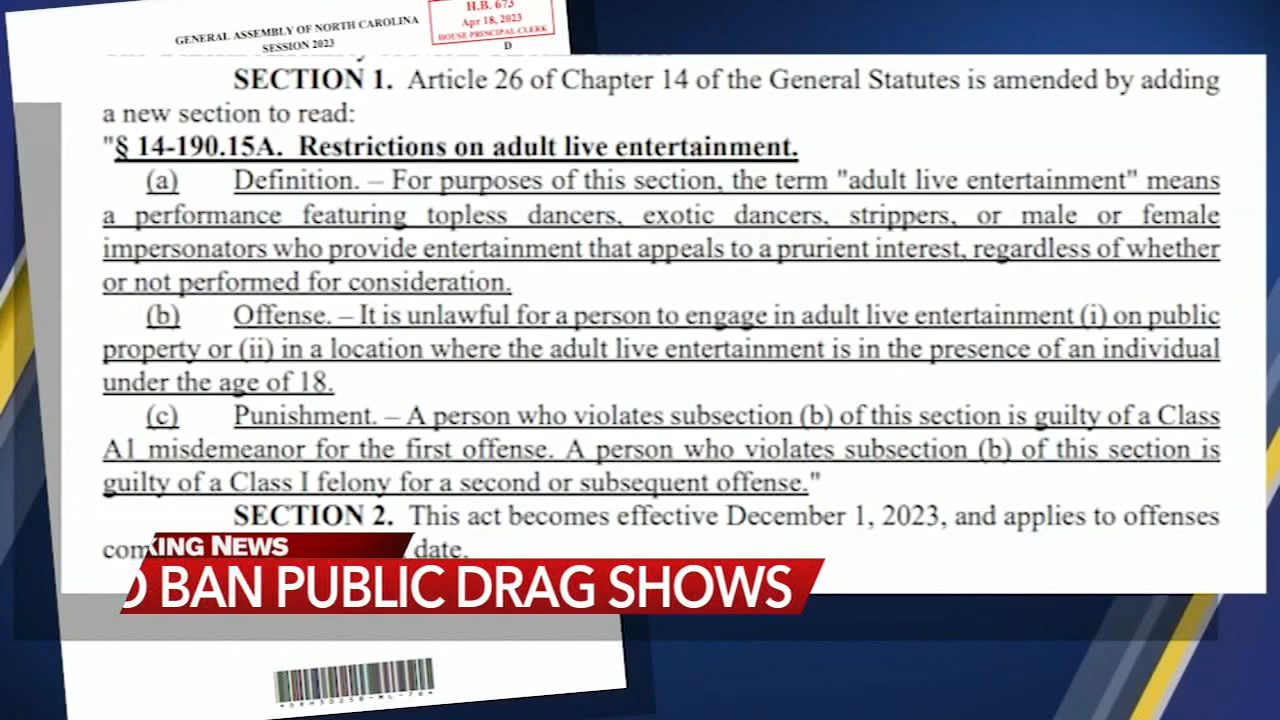 GENERAL ASSEMBLY OF NORTH CAROLINA
SESSION 2023
H.B. 673
Apr 18, 2023
HOUSE PRINCIPAL CLERK
D
SECTION 1. Article 26 of Chapter 14 of the General Statutes is amended by adding
a new section to read:
"§ 14-190.15A. Restrictions on adult live entertainment.
(a) Definition. – For purposes of this section, the term "adult live entertainment" means
a performance featuring topless dancers, exotic dancers, strippers, or male or female
impersonators who provide entertainment that appeals to a prurient interest, regardless of whether
or not performed for consideration.
(b) Offense. – It is unlawful for a person to engage in adult live entertainment (i) on public
property or (ii) in a location where the adult live entertainment is in the presence of an individual
under the age of 18.
(c) Punishment. – A person who violates subsection (b) of this section is guilty of a Class
A1 misdemeanor for the first offense. A person who violates subsection (b) of this section is
guilty of a Class I felony for a second or subsequent offense."
SECTION 2. This act becomes effective December 1, 2023, and applies to offenses
com date.
KING NEWS
O BAN PUBLIC DRAG SHOWS